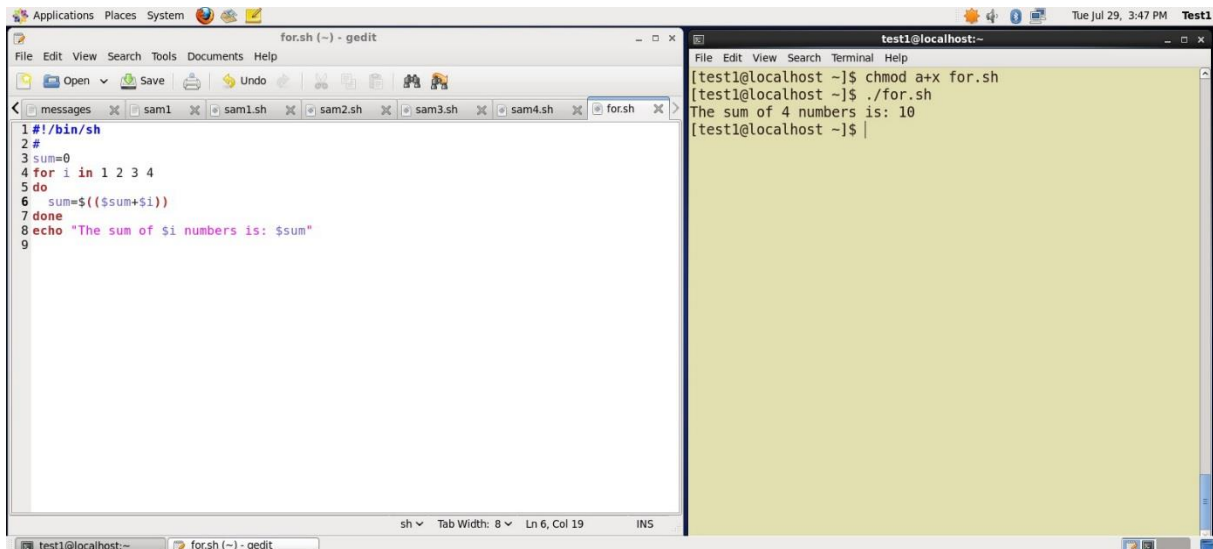 Applications Places System
Tue Jul 29, 3:47 PM Test1
for.sh (~) - gedit
File Edit View Search Tools Documents Help
Open Save Undo
messages sam1 sam1.sh sam2.sh sam3.sh sam4.sh for.sh
1 #!/bin/sh
2 #
3 sum=0
4 for i in 1 2 3 4
5 do
6   sum=$(($sum+$i))
7 done
8 echo "The sum of $i numbers is: $sum"
9
sh Tab Width: 8 Ln 6, Col 19 INS
test1@localhost:~
File Edit View Search Terminal Help
[test1@localhost ~]$ chmod a+x for.sh
[test1@localhost ~]$ ./for.sh
The sum of 4 numbers is: 10
[test1@localhost ~]$
test1@localhost:~ for.sh (~) - gedit